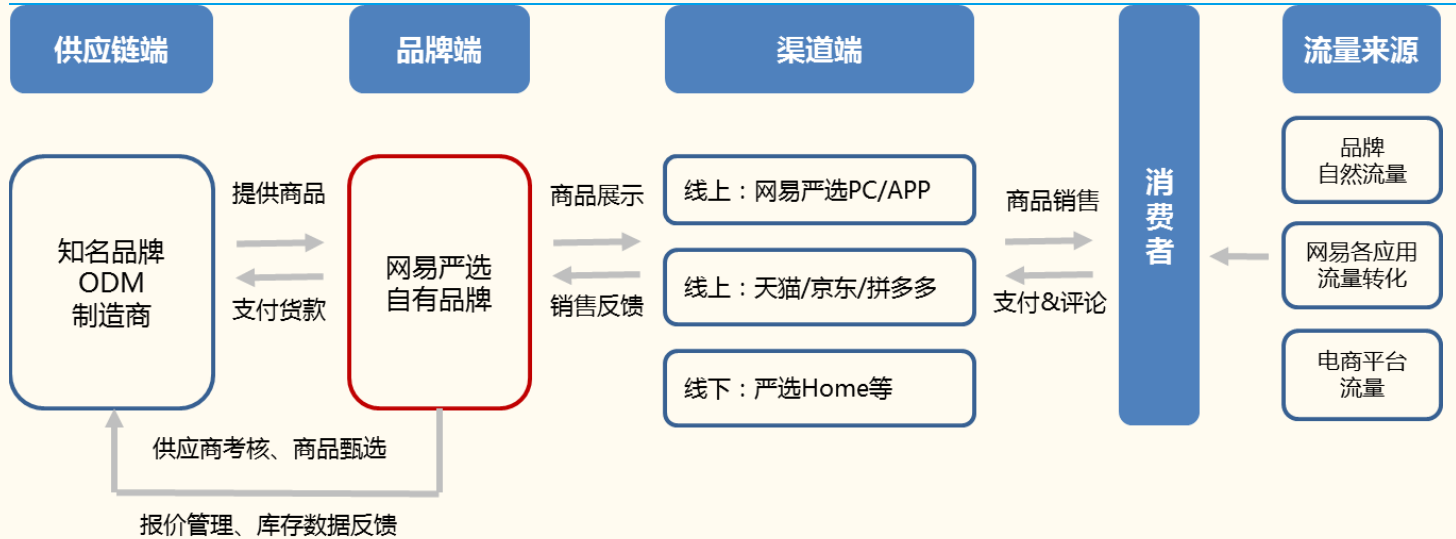 供应链端
品牌端
渠道端
流量来源
知名品牌
ODM
制造商
提供商品
支付货款
网易严选
自有品牌
商品展示
销售反馈
线上：网易严选PC/APP
线上：天猫/京东/拼多多
线下：严选Home等
商品销售
支付&评论
消费者
品牌
自然流量
网易各应用
流量转化
电商平台
流量
供应商考核、商品甄选
报价管理、库存数据反馈